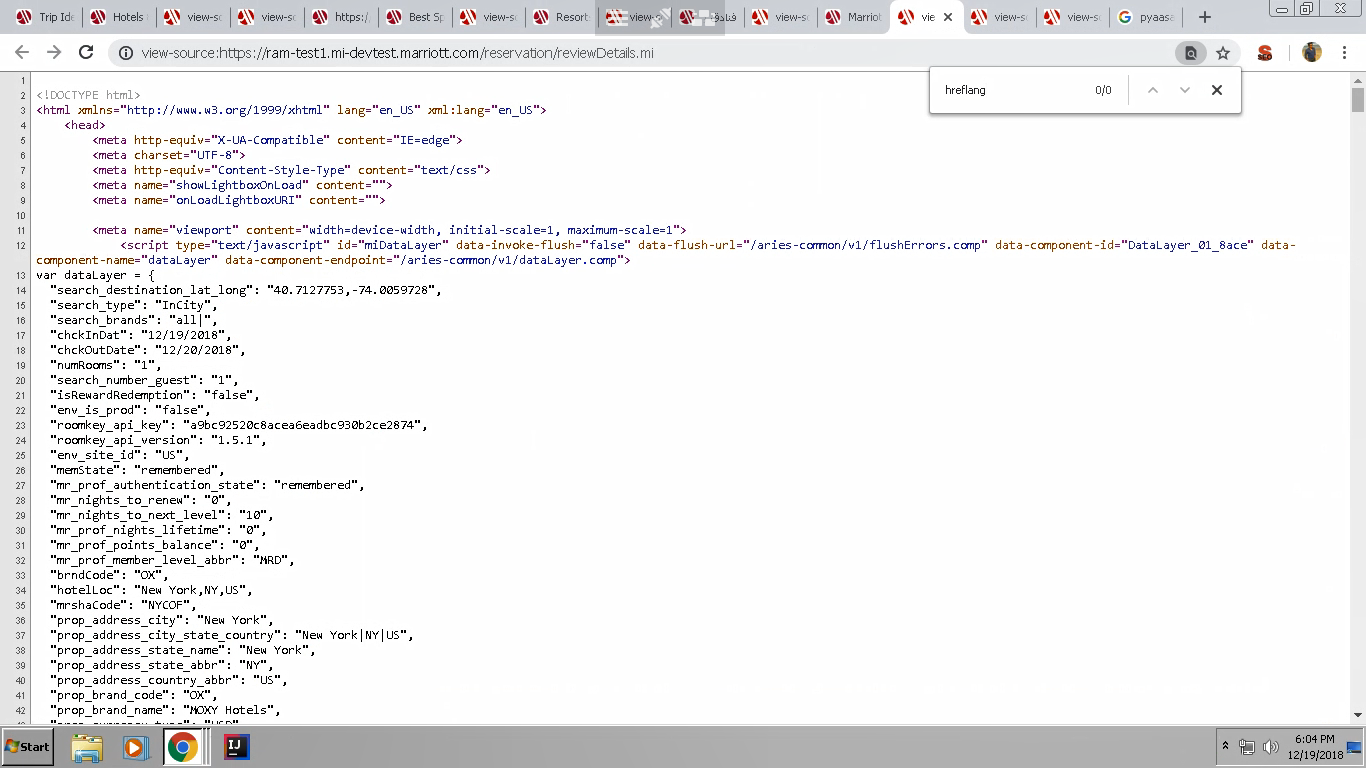 Trip Ide
Hotels i
view-so
view-so
https:/
Best Sp
view-so
Resorts
view-s
view-so
Marriot
vie
view-so
view-so
pyaasa
view-source:https://ram-test1.mi-devtest.marriott.com/reservation/reviewDetails.mi
hreflang 0/0
1
2 <!DOCTYPE html>
3 <html xmlns="http://www.w3.org/1999/xhtml" lang="en_US" xml:lang="en_US">
4 <head>
5 <meta http-equiv="X-UA-Compatible" content="IE=edge">
6 <meta charset="UTF-8">
7 <meta http-equiv="Content-Style-Type" content="text/css">
8 <meta name="showLightboxOnLoad" content="">
9 <meta name="onLoadLightboxURI" content="">
10
11 <meta name="viewport" content="width=device-width, initial-scale=1, maximum-scale=1">
12 <script type="text/javascript" id="miDataLayer" data-invoke-flush="false" data-flush-url="/aries-common/v1/flushErrors.comp" data-component-id="DataLayer_01_8ace" data-
component-name="dataLayer" data-component-endpoint="/aries-common/v1/dataLayer.comp">
13 var dataLayer = {
14 "search_destination_lat_long": "40.7127753,-74.0059728",
15 "search_type": "InCity",
16 "search_brands": "all|",
17 "chckInDat": "12/19/2018",
18 "chckOutDate": "12/20/2018",
19 "numRooms": "1",
20 "search_number_guest": "1",
21 "isRewardRedemption": "false",
22 "env_is_prod": "false",
23 "roomkey_api_key": "a9bc92520c8acea6eadbc930b2ce2874",
24 "roomkey_api_version": "1.5.1",
25 "env_site_id": "US",
26 "memState": "remembered",
27 "mr_prof_authentication_state": "remembered",
28 "mr_nights_to_renew": "0",
29 "mr_nights_to_next_level": "10",
30 "mr_prof_nights_lifetime": "0",
31 "mr_prof_points_balance": "0",
32 "mr_prof_member_level_abbr": "MRD",
33 "brndCode": "OX",
34 "hotelLoc": "New York,NY,US",
35 "mrshaCode": "NYCOF",
36 "prop_address_city": "New York",
37 "prop_address_city_state_country": "New York|NY|US",
38 "prop_address_state_name": "New York",
39 "prop_address_state_abbr": "NY",
40 "prop_address_country_abbr": "US",
41 "prop_brand_code": "OX",
42 "prop_brand_name": "MOXY Hotels",
Start
6:04 PM
12/19/2018